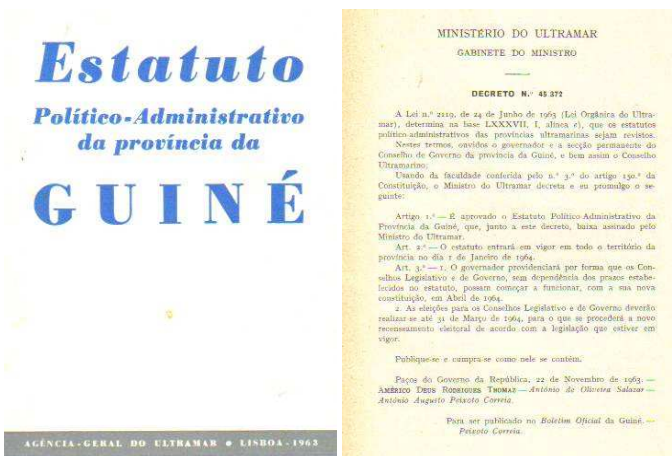 Estatuto
Político-Administrativo
da província da
GUINÉ
AGÊNCIA-GERAL DO ULTRAMAR • LISBOA - 1963
MINISTÉRIO DO ULTRAMAR
GABINETE DO MINISTRO
DECRETO N.º 45 372
A Lei n.º 2119, de 24 de Junho de 1963 (Lei Orgânica do Ultra-
mar), determina na base LXXXVII, I, alínea e), que os estatutos
político-administrativos das províncias ultramarinas sejam revistos.
Nestes termos, ouvidos o governador e a secção permanente do
Conselho de Governo da província da Guiné, e bem assim o Conselho
Ultramarino;
Usando da faculdade conferida pelo n.º 3.º do artigo 150.º da
Constituição, o Ministro do Ultramar decreta e eu promulgo o se-
guinte:
Artigo 1.º — É aprovado o Estatuto Político-Administrativo da
Província da Guiné, que, junto a este decreto, baixa assinado pelo
Ministro do Ultramar.
Art. 2.º — O estatuto entrará em vigor em todo o território da
província no dia 1 de Janeiro de 1964.
Art. 3.º — 1. O governador providenciará por forma que os Con-
selhos Legislativo e de Governo, sem dependência dos prazos estabe-
lecidos no estatuto, possam começar a funcionar, com a sua nova
constituição, em Abril de 1964.
2. As eleições para os Conselhos Legislativo e de Governo deverão
realizar-se até 31 de Março de 1964, para o que se procederá a novo
recenseamento eleitoral de acordo com a legislação que estiver em
vigor.
Publique-se e cumpra-se como nele se contém.
Paços do Governo da República, 22 de Novembro de 1963. —
AMÉRICO DEUS RODRIGUES THOMAZ — António de Oliveira Salazar —
António Augusto Peixoto Correia.
Para ser publicado no Boletim Oficial da Guiné. —
Peixoto Correia.